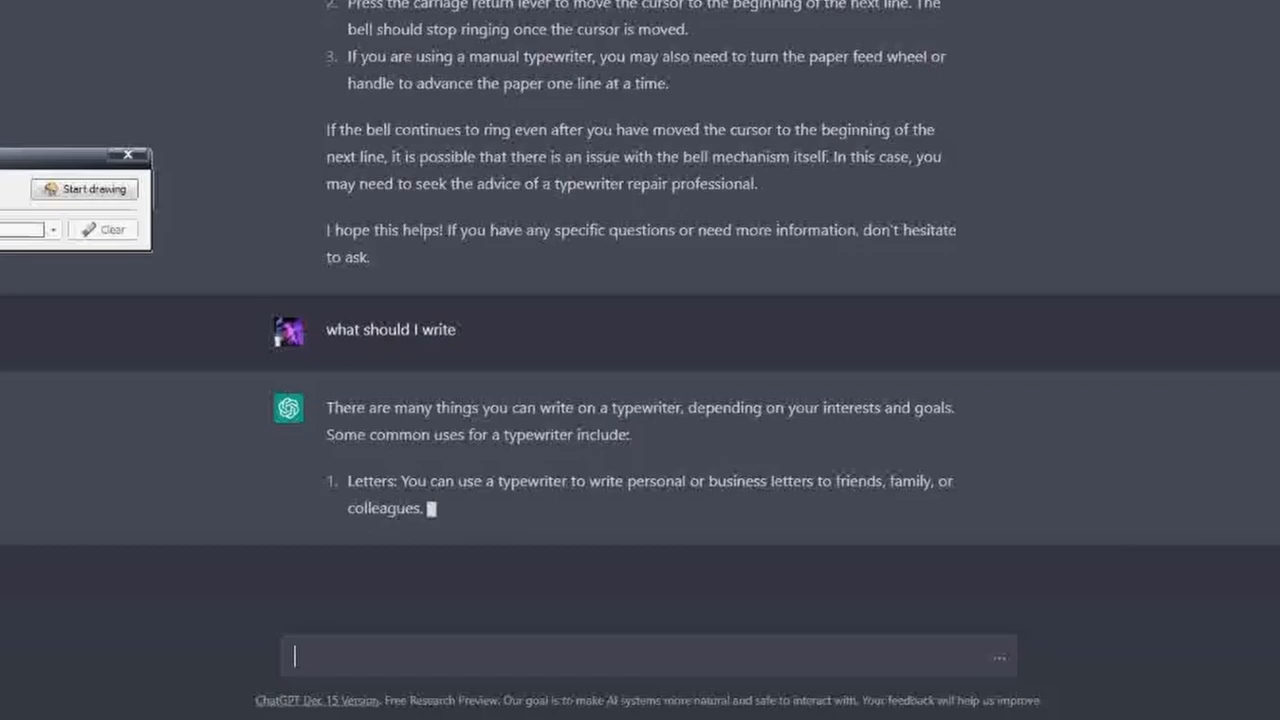 2. Press the carriage return lever to move the cursor to the beginning of the next line. The
bell should stop ringing once the cursor is moved.
3. If you are using a manual typewriter, you may also need to turn the paper feed wheel or
handle to advance the paper one line at a time.
If the bell continues to ring even after you have moved the cursor to the beginning of the
next line, it is possible that there is an issue with the bell mechanism itself. In this case, you
may need to seek the advice of a typewriter repair professional.
Start drawing
Clear
I hope this helps! If you have any specific questions or need more information, don't hesitate
to ask.
what should I write
There are many things you can write on a typewriter, depending on your interests and goals.
Some common uses for a typewriter include:
1. Letters: You can use a typewriter to write personal or business letters to friends, family, or
colleagues.
...
ChatGPT Dec 15 Version. Free Research Preview. Our goal is to make AI systems more natural and safe to interact with. Your feedback will help us improve.